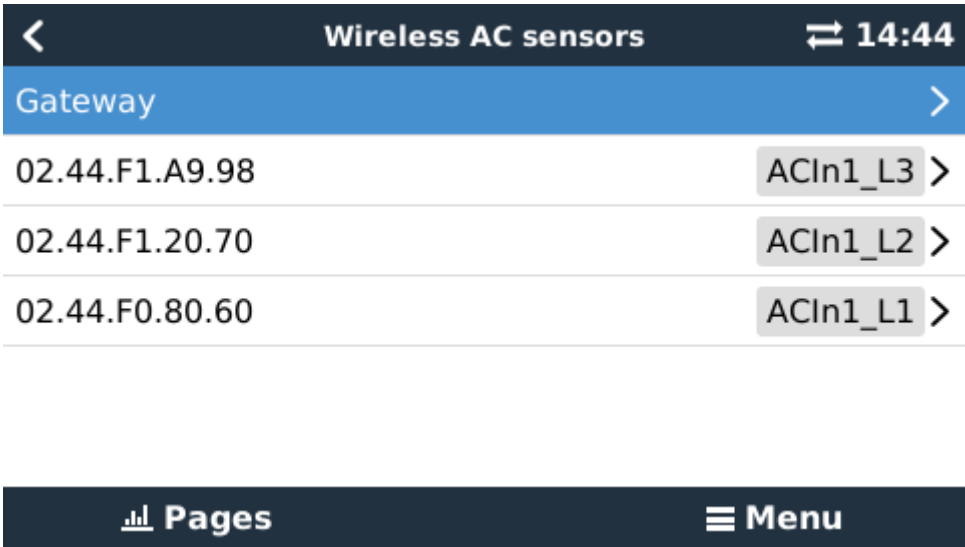 Wireless AC sensors 14:44
Gateway
02.44.F1.A9.98 ACIn1_L3
02.44.F1.20.70 ACIn1_L2
02.44.F0.80.60 ACIn1_L1
Pages Menu